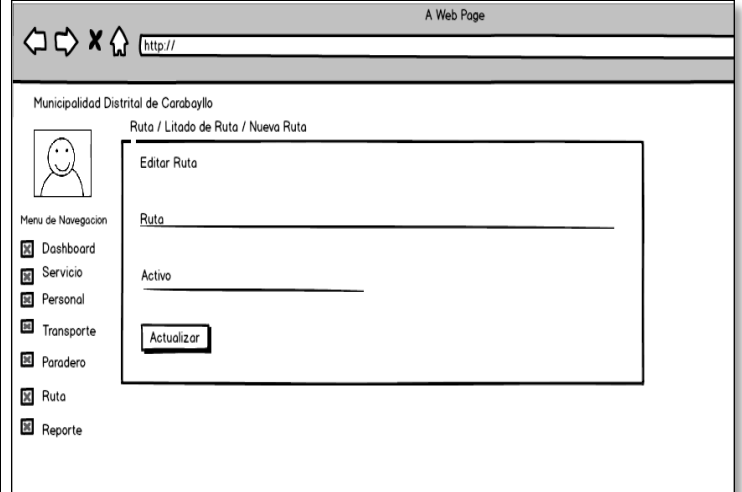 A Web Page
http://
Municipalidad Distrital de Carabayllo
Ruta / Litado de Ruta / Nueva Ruta
Editar Ruta
Menu de Navegacion
Ruta
Dashboard
Servicio
Activo
Personal
Transporte
Actualizar
Paradero
Ruta
Reporte